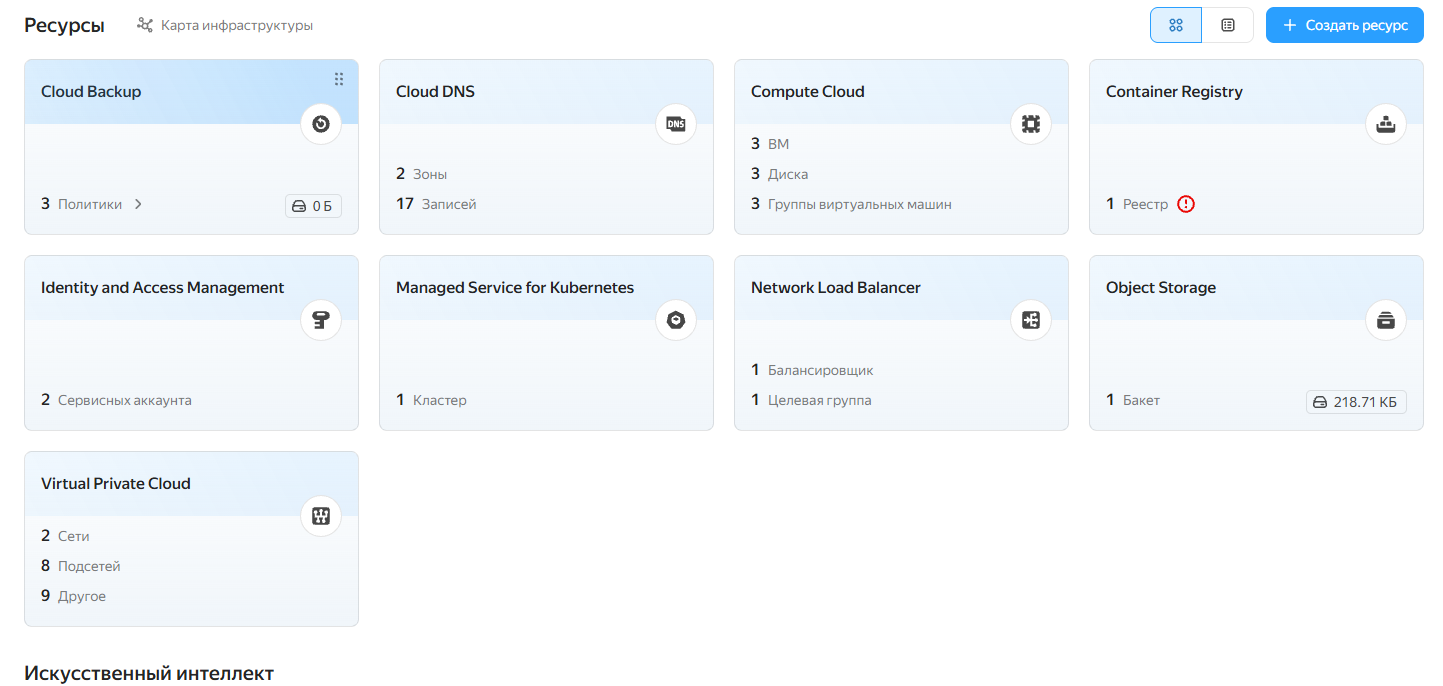 Ресурсы Карта инфраструктуры Создать ресурс
Cloud Backup
3 Политики 0 Б
Cloud DNS
DNS
2 Зоны
17 Записей
Compute Cloud
3 ВМ
3 Диска
3 Группы виртуальных машин
Container Registry
1 Реестр
Identity and Access Management
2 Сервисных аккаунта
Managed Service for Kubernetes
1 Кластер
Network Load Balancer
1 Балансировщик
1 Целевая группа
Object Storage
1 Бакет 218.71 КБ
Virtual Private Cloud
2 Сети
8 Подсетей
9 Другое
Искусственный интеллект